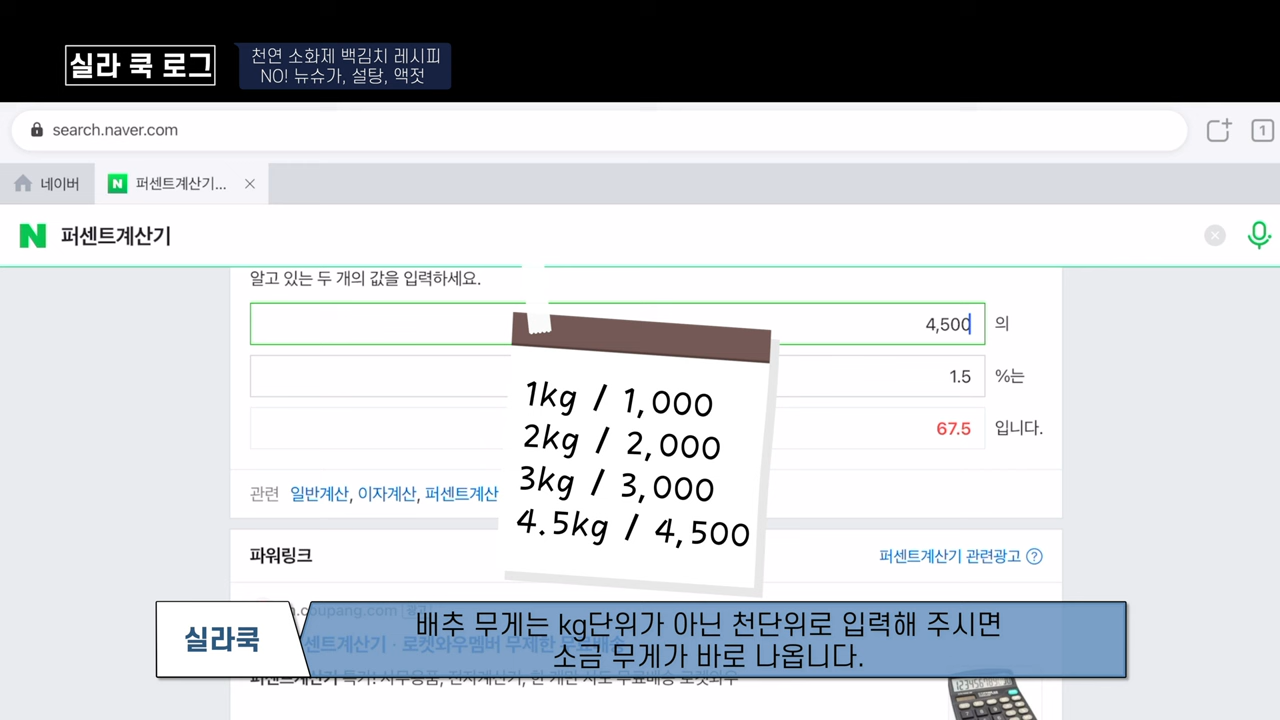 실라 쿡 로그
천연 소화제 백김치 레시피
NO! 뉴슈가, 설탕, 액젓
search.naver.com
1
네이버
N 퍼센트계산기...
N 퍼센트계산기
알고 있는 두 개의 값을 입력하세요.
4,500 의
1.5 %는
67.5 입니다.
관련 일반계산, 이자계산, 퍼센트계산
1kg / 1,000
2kg / 2,000
3kg / 3,000
4.5kg / 4,500
파워링크
퍼센트계산기 관련광고 ?
실라쿡
배추 무게는 kg단위가 아닌 천단위로 입력해 주시면
소금 무게가 바로 나옵니다.